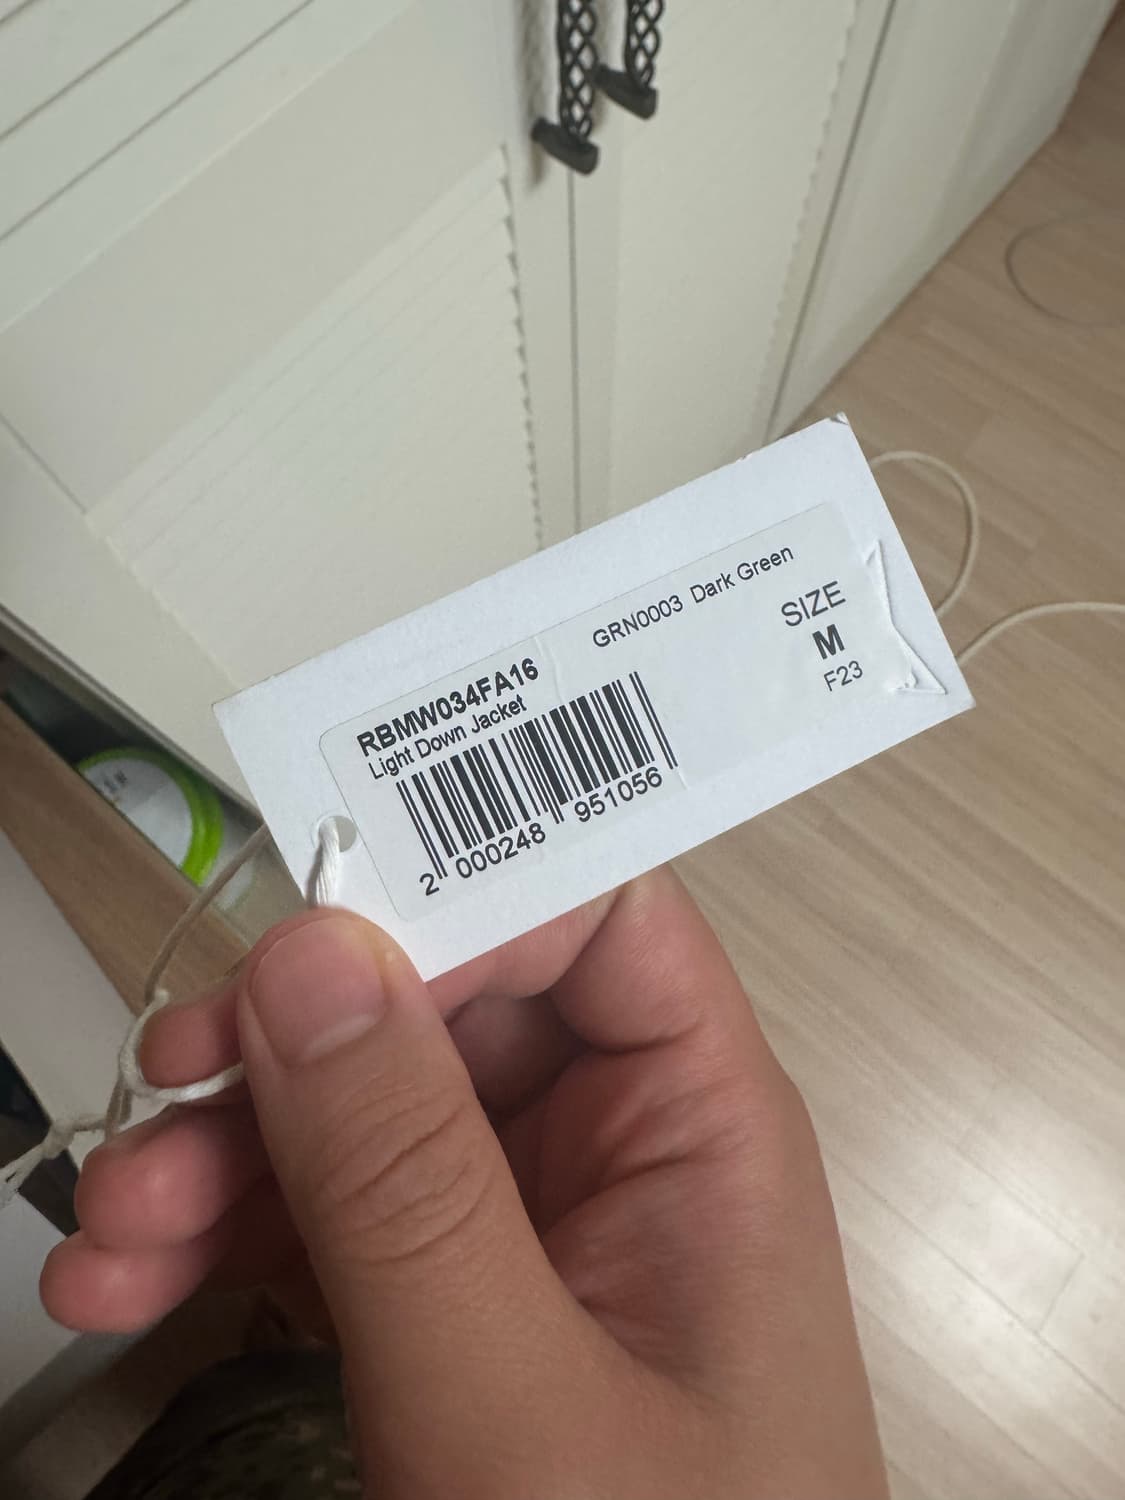 GRN0003 Dark Green
SIZE
M
F23
RBMW034FA16
Light Down Jacket
2 000248 951056